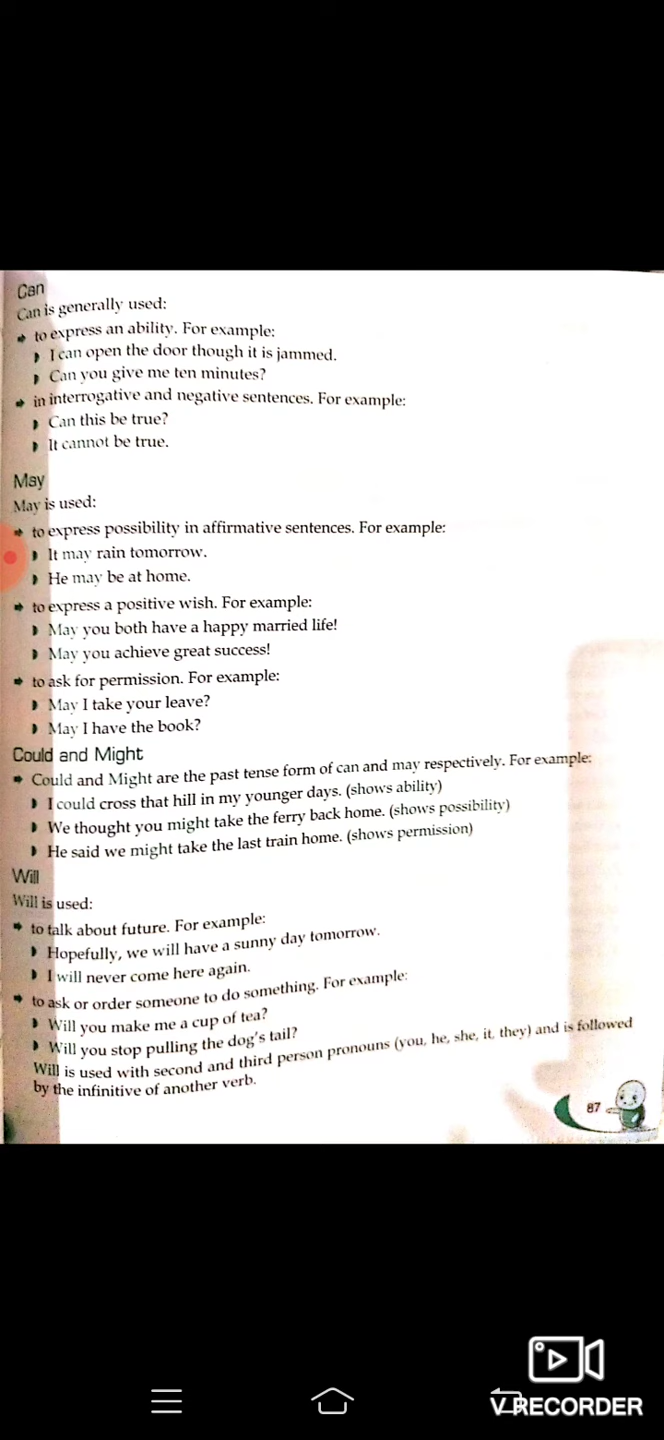 Can
Can is generally used:
➡ to express an ability. For example:
◗ I can open the door though it is jammed.
◗ Can you give me ten minutes?
➡ in interrogative and negative sentences. For example:
◗ Can this be true?
◗ It cannot be true.
May
May is used:
➡ to express possibility in affirmative sentences. For example:
◗ It may rain tomorrow.
◗ He may be at home.
➡ to express a positive wish. For example:
◗ May you both have a happy married life!
◗ May you achieve great success!
➡ to ask for permission. For example:
◗ May I take your leave?
◗ May I have the book?
Could and Might
➡ Could and Might are the past tense form of can and may respectively. For example:
◗ I could cross that hill in my younger days. (shows ability)
◗ We thought you might take the ferry back home. (shows possibility)
◗ He said we might take the last train home. (shows permission)
Will
Will is used:
➡ to talk about future. For example:
◗ Hopefully, we will have a sunny day tomorrow.
◗ I will never come here again.
➡ to ask or order someone to do something. For example:
◗ Will you make me a cup of tea?
◗ Will you stop pulling the dog's tail?
Will is used with second and third person pronouns (you, he, she, it, they) and is followed
by the infinitive of another verb.
87
V RECORDER